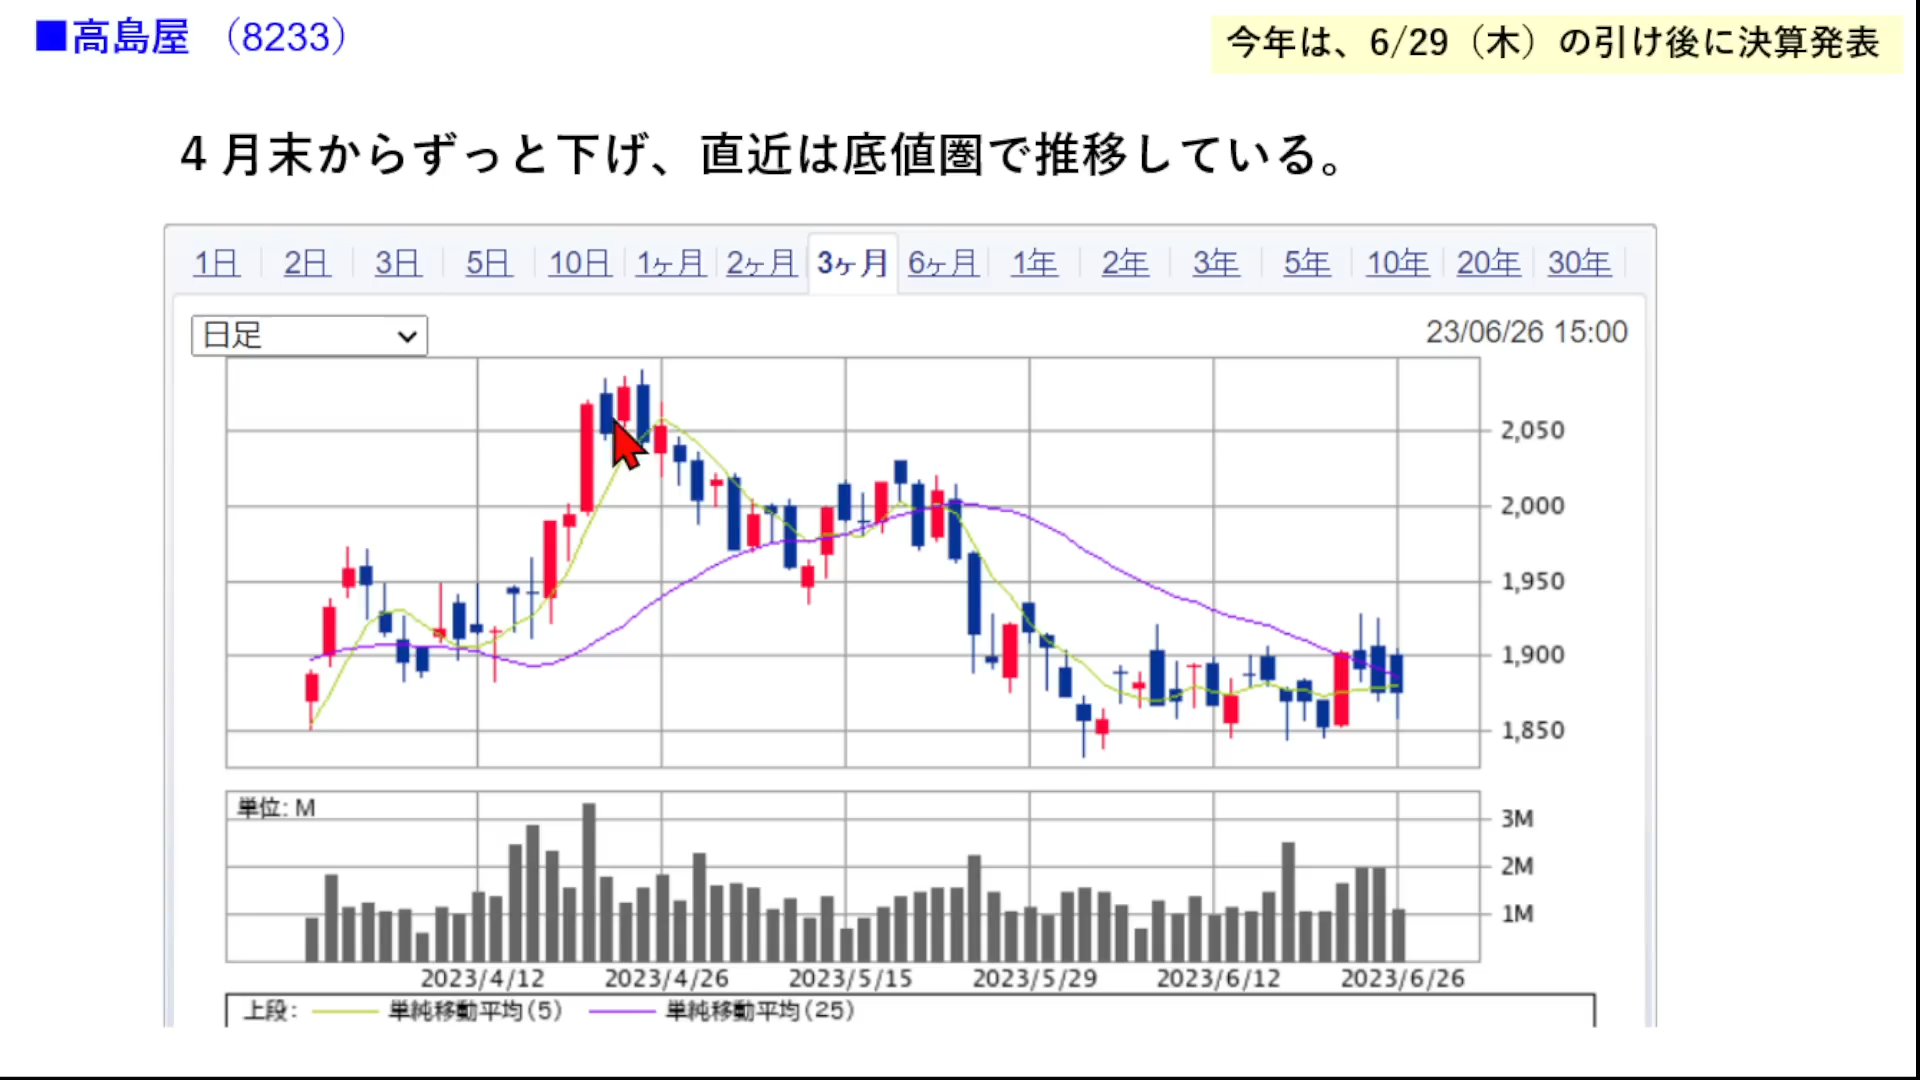 ■高島屋 （8233）
今年は、6/29（木）の引け後に決算発表
４月末からずっと下げ、直近は底値圏で推移している。
1日 2日 3日 5日 10日 1ヶ月 2ヶ月 3ヶ月 6ヶ月 1年 2年 3年 5年 10年 20年 30年
日足
23/06/26 15:00
2,050
2,000
1,950
1,900
1,850
単位: M
3M
2M
1M
2023/4/12 2023/4/26 2023/5/15 2023/5/29 2023/6/12 2023/6/26
上段: 単純移動平均(5) 単純移動平均(25)